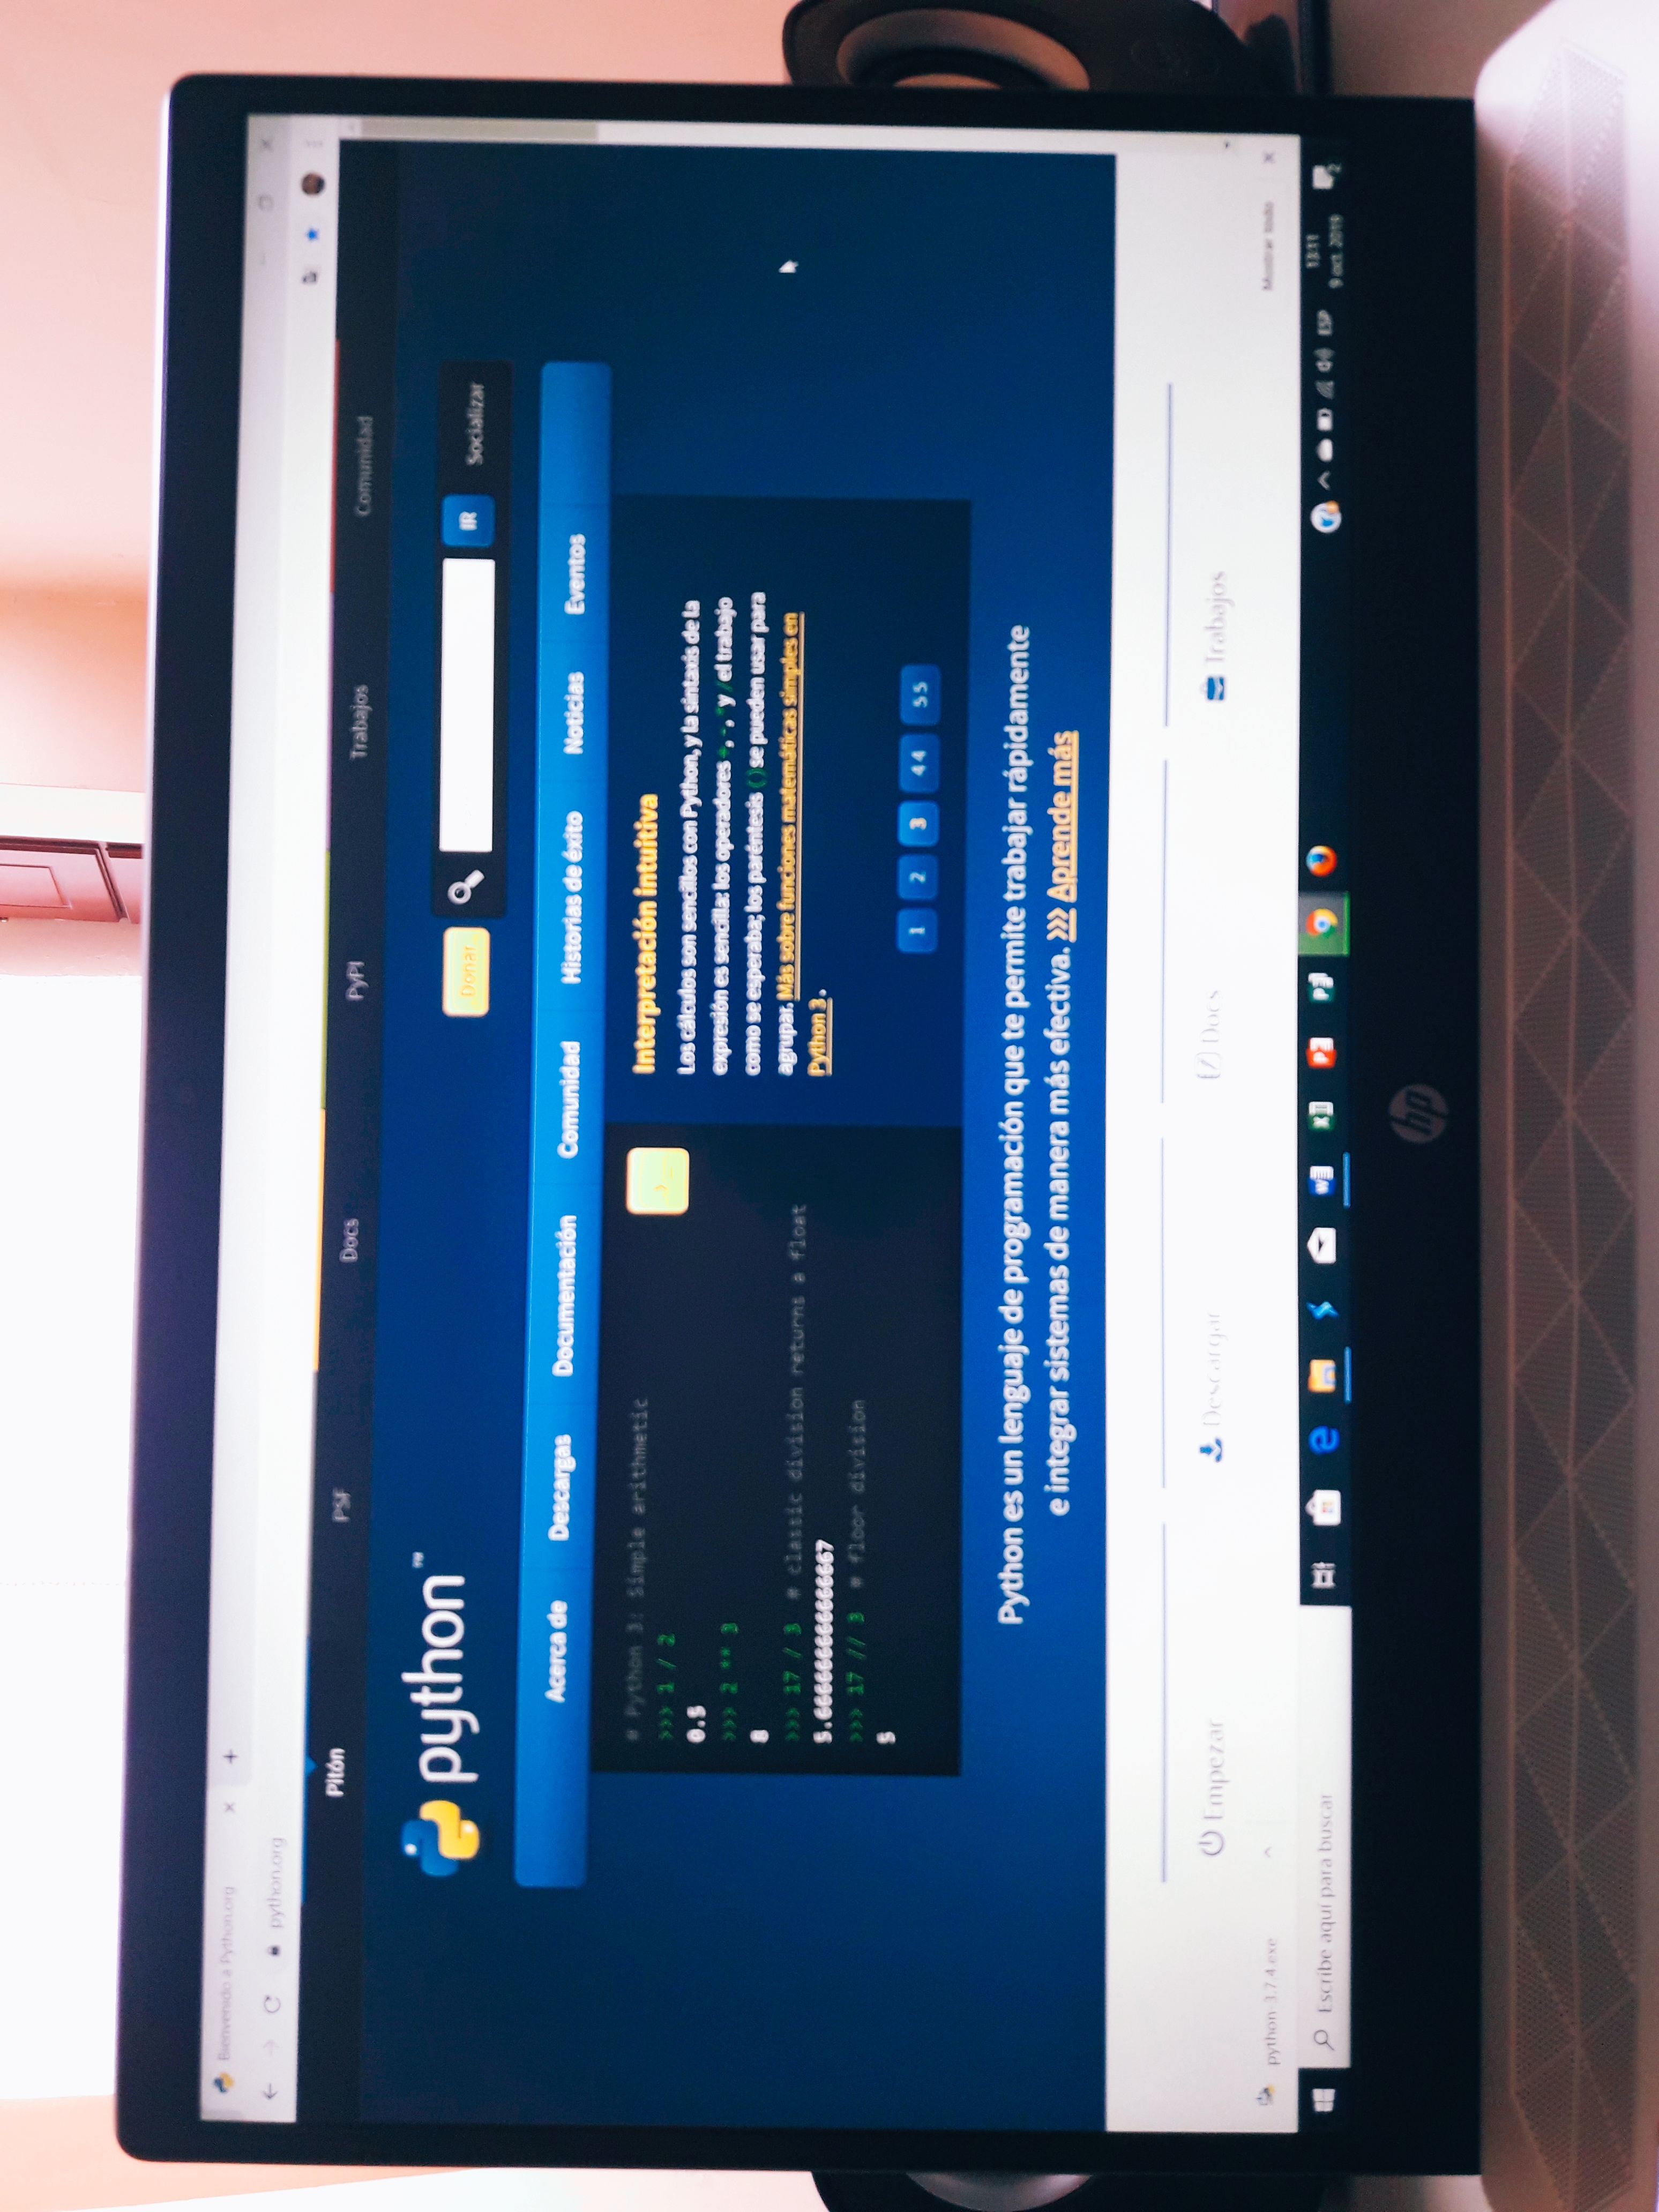 Bienvenido a Python.org
python.org
Pitón PSF Docs PyPI Trabajos Comunidad
python™
Donar IR Socializar
Acerca de Descargas Documentación Comunidad Historias de éxito Noticias Eventos
# Python 3: Simple arithmetic
>>> 1 / 2
0.5
>>> 2 ** 3
8
>>> 17 / 3 # classic division returns a float
5.666666666666667
>>> 17 // 3 # floor division
5
>_
Interpretación intuitiva
Los cálculos son sencillos con Python, y la sintaxis de la
expresión es sencilla: los operadores +, -, * y / el trabajo
como se esperaba; los paréntesis () se pueden usar para
agrupar. Más sobre funciones matemáticas simples en
Python 3 .
1 2 3 4 4 5 5
Python es un lenguaje de programación que te permite trabajar rápidamente
e integrar sistemas de manera más efectiva. >>> Aprende más
Empezar Descargar Docs Trabajos
python-3.7.4.exe Mostrar todo
Escribe aquí para buscar
ESP
13:11
9 oct. 2019
2
hp